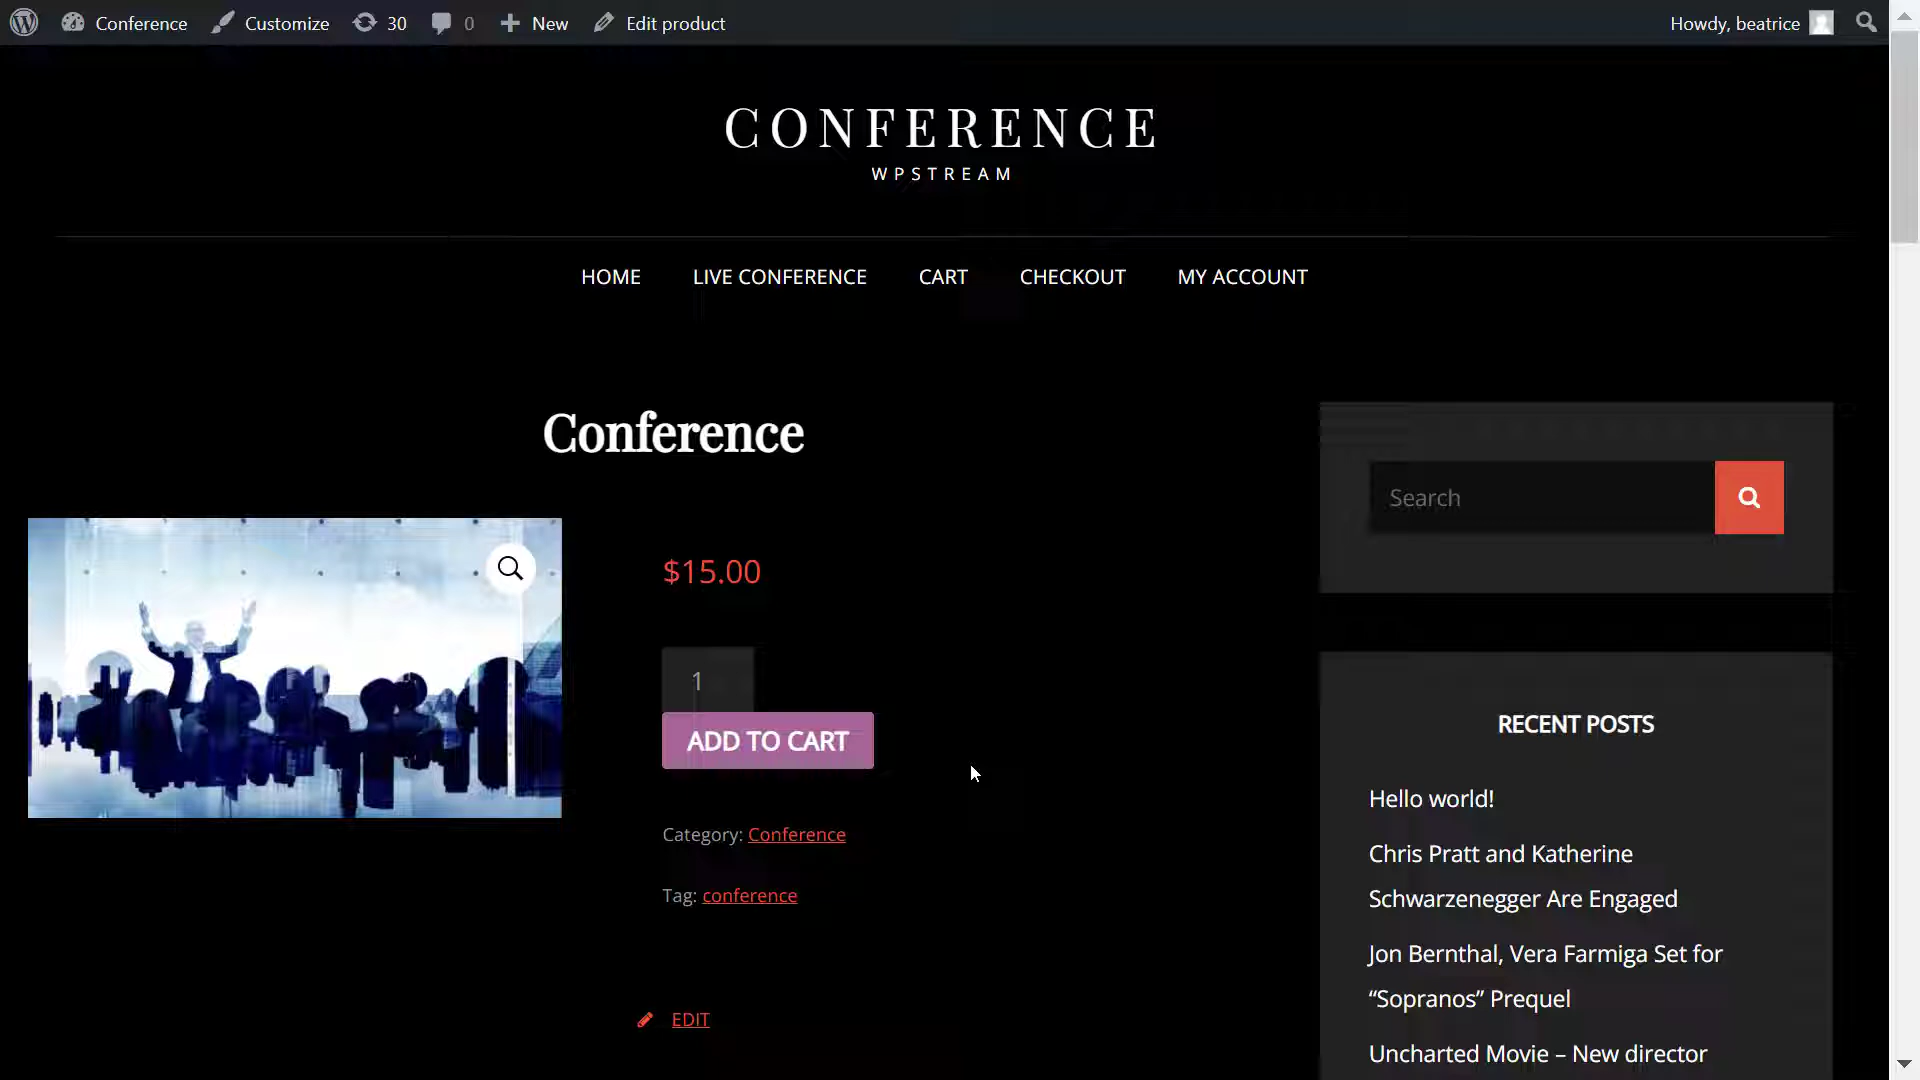 Conference Customize 30 0 New Edit product Howdy, beatrice
CONFERENCE
WPSTREAM
HOME LIVE CONFERENCE CART CHECKOUT MY ACCOUNT
Conference
Search
$15.00
1
ADD TO CART
Category: Conference
Tag: conference
EDIT
RECENT POSTS
Hello world!
Chris Pratt and Katherine
Schwarzenegger Are Engaged
Jon Bernthal, Vera Farmiga Set for
“Sopranos” Prequel
Uncharted Movie – New director